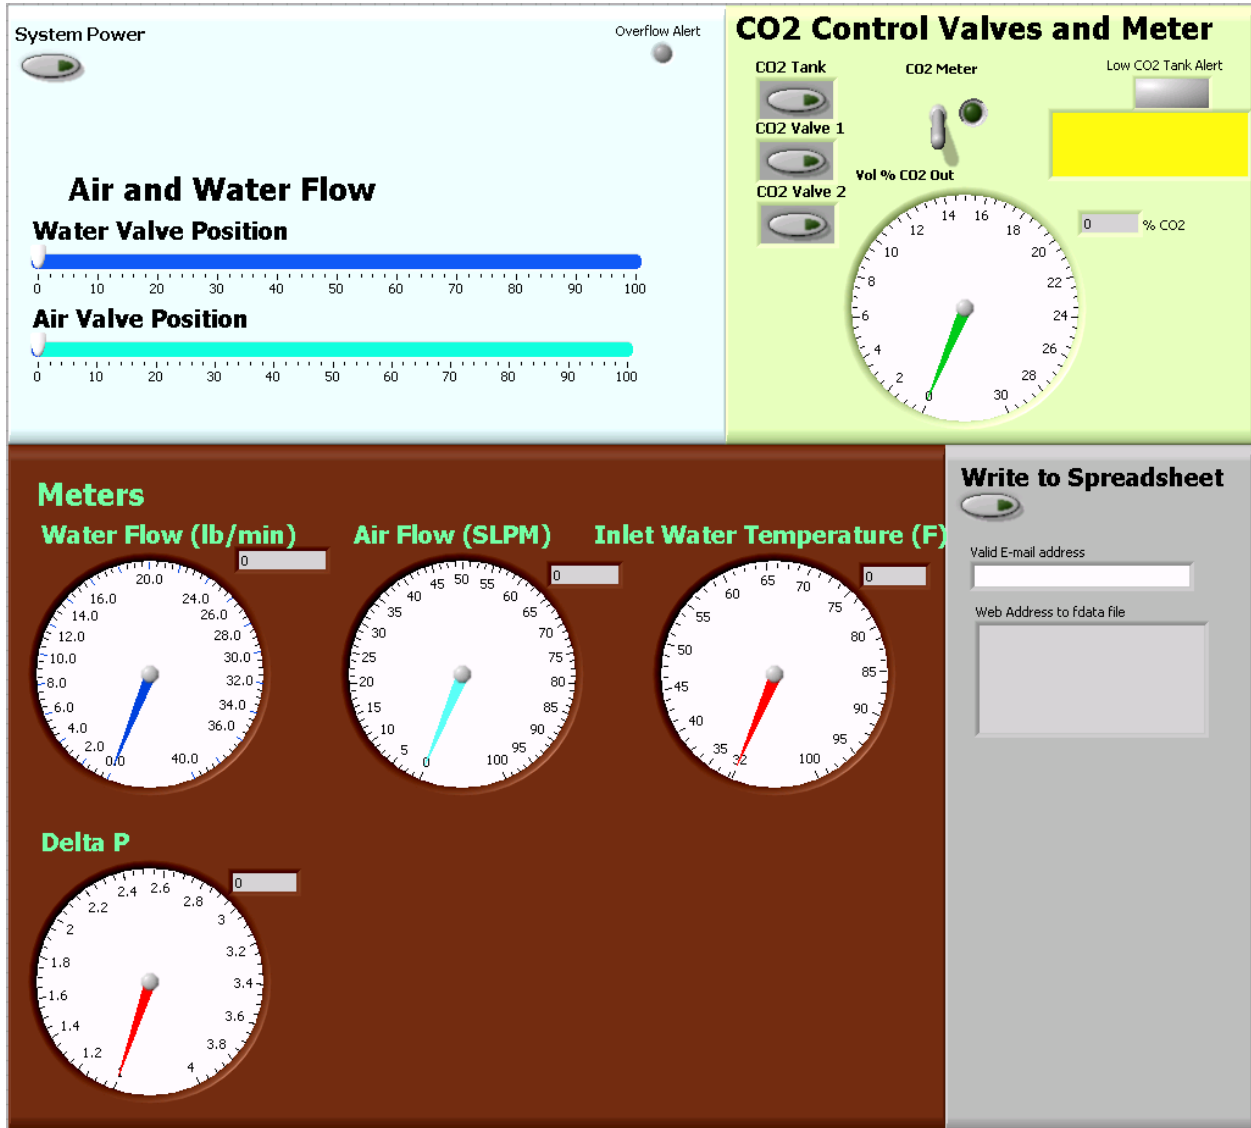 System Power
Overflow Alert
Air and Water Flow
Water Valve Position
0 10 20 30 40 50 60 70 80 90 100
Air Valve Position
0 10 20 30 40 50 60 70 80 90 100
CO2 Control Valves and Meter
CO2 Tank
CO2 Valve 1
CO2 Valve 2
CO2 Meter
Low CO2 Tank Alert
Vol % CO2 Out
0 2 4 6 8 10 12 14 16 18 20 22 24 26 28 30
0 % CO2
Meters
Water Flow (lb/min)
0
0.0 2.0 4.0 6.0 8.0 10.0 12.0 14.0 16.0 20.0 24.0 26.0 28.0 30.0 32.0 34.0 36.0 40.0
Air Flow (SLPM)
0
0 5 10 15 20 25 30 35 40 45 50 55 60 65 70 75 80 85 90 95 100
Inlet Water Temperature (F)
0
32 35 40 45 50 55 60 65 70 75 80 85 90 95 100
Delta P
0
1 1.2 1.4 1.6 1.8 2 2.2 2.4 2.6 2.8 3 3.2 3.4 3.6 3.8 4
Write to Spreadsheet
Valid E-mail address
Web Address to fdata file